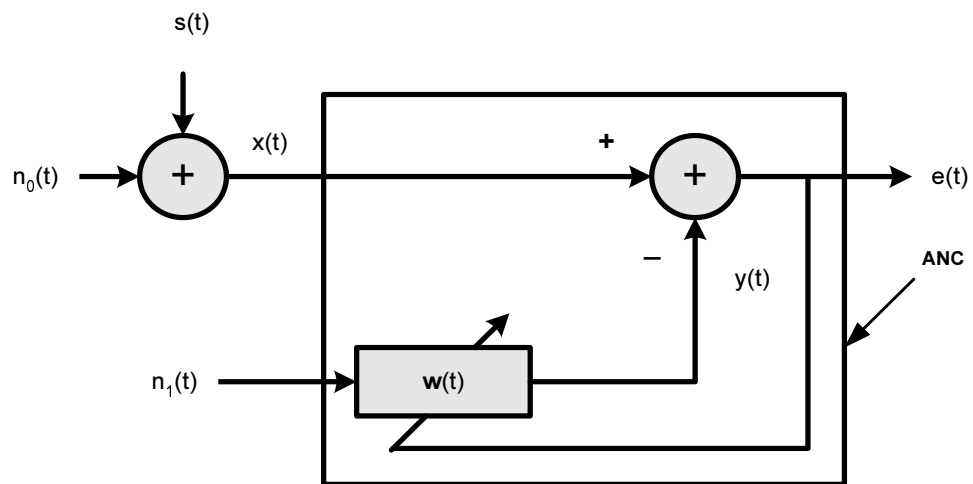 s(t)
x(t)
+
n₀(t)
+
+
e(t)
−
y(t)
ANC
n₁(t)
w(t)